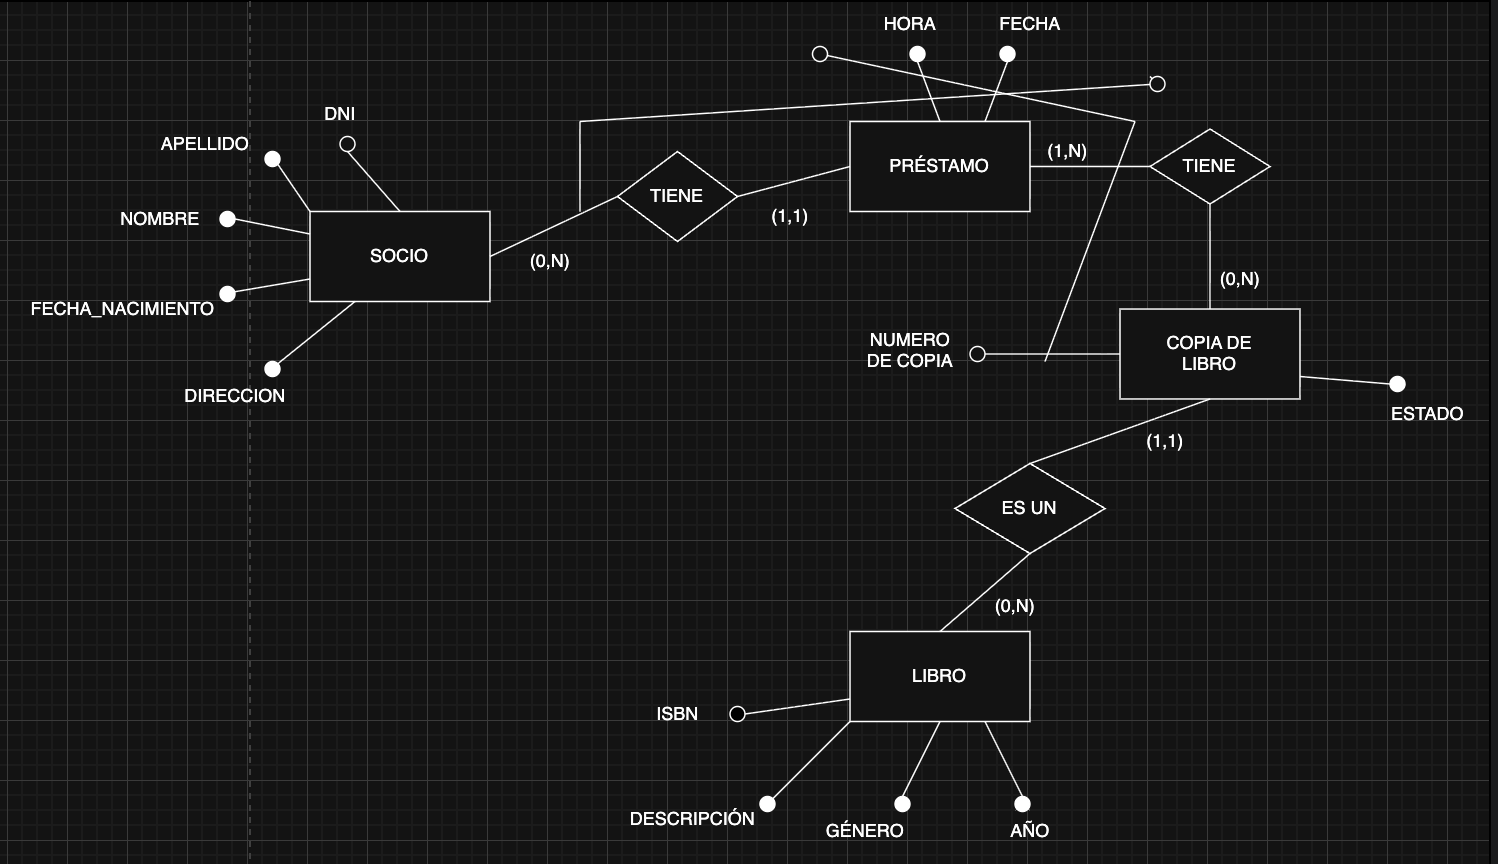 HORA
FECHA
DNI
APELLIDO
NOMBRE
FECHA_NACIMIENTO
DIRECCION
SOCIO
(0,N)
TIENE
(1,1)
PRÉSTAMO
(1,N)
TIENE
(0,N)
NUMERO
DE COPIA
COPIA DE
LIBRO
ESTADO
(1,1)
ES UN
(0,N)
LIBRO
ISBN
DESCRIPCIÓN
GÉNERO
AÑO